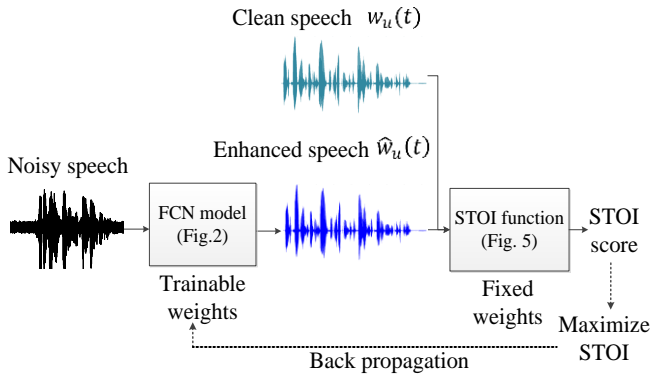 Clean speech w_u(t)
Enhanced speech ŵ_u(t)
Noisy speech
FCN model
(Fig.2)
Trainable
weights
STOI function
(Fig. 5)
Fixed
weights
STOI
score
Maximize
STOI
Back propagation